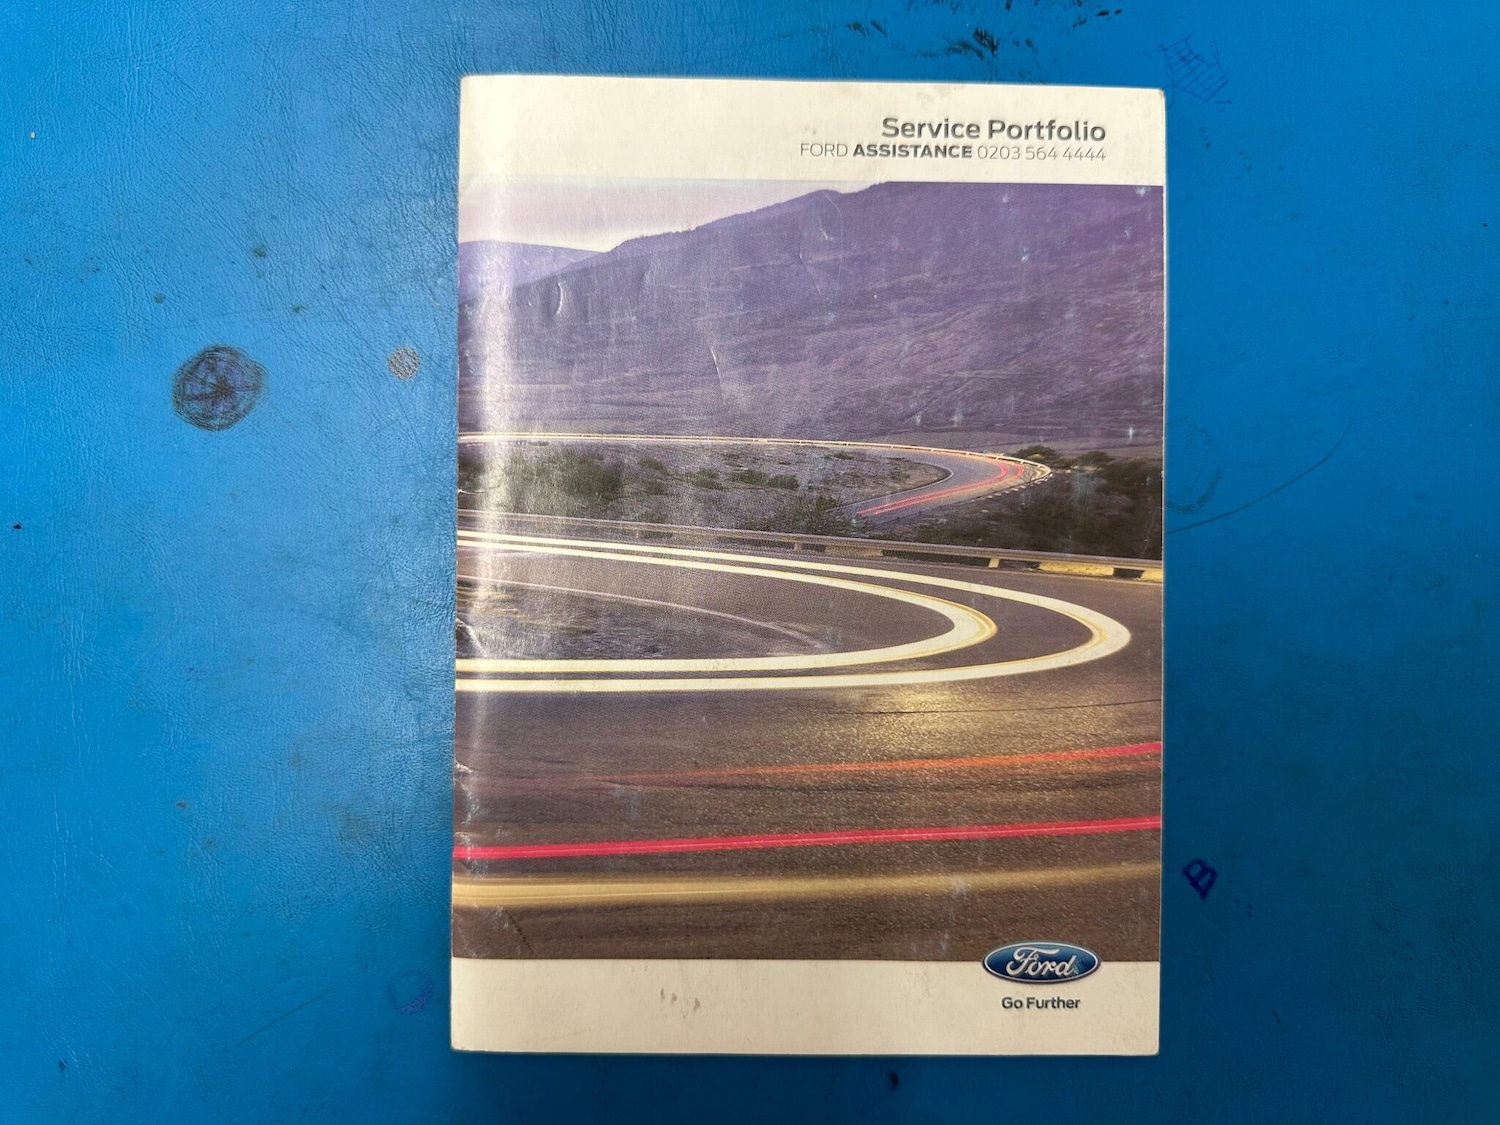 Service Portfolio
FORD ASSISTANCE 0203 564 4444
Ford
Go Further
B